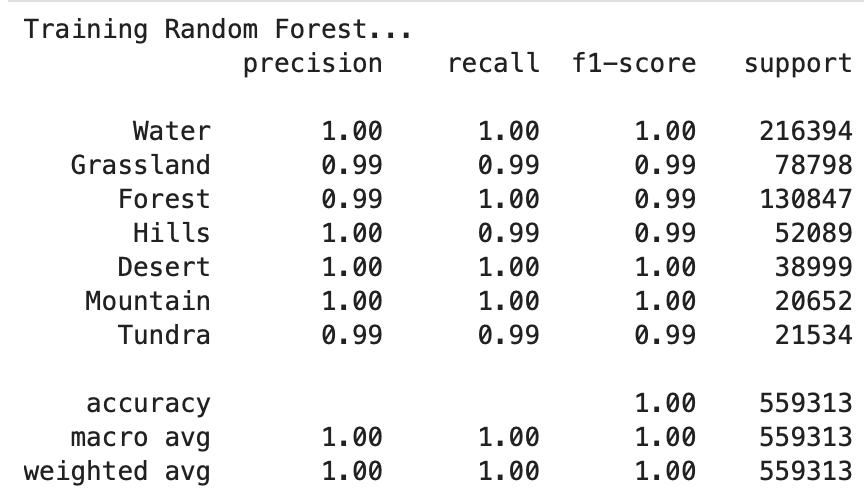 Training Random Forest...
precision recall f1-score support
Water 1.00 1.00 1.00 216394
Grassland 0.99 0.99 0.99 78798
Forest 0.99 1.00 0.99 130847
Hills 1.00 0.99 0.99 52089
Desert 1.00 1.00 1.00 38999
Mountain 1.00 1.00 1.00 20652
Tundra 0.99 0.99 0.99 21534
accuracy 1.00 559313
macro avg 1.00 1.00 1.00 559313
weighted avg 1.00 1.00 1.00 559313